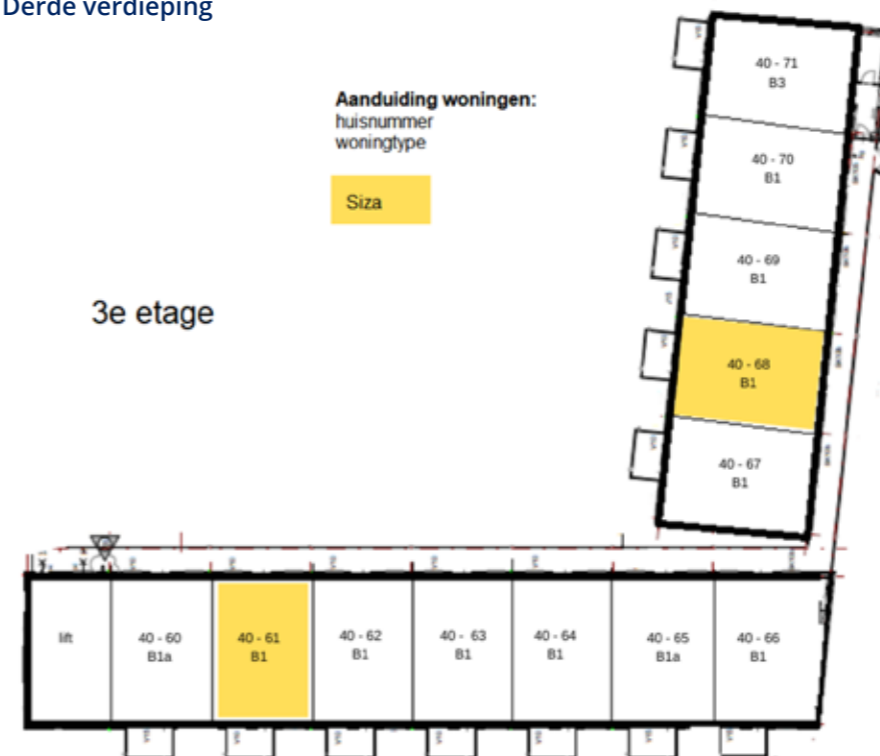 Derde verdieping
Aanduiding woningen:
huisnummer
woningtype
Siza
3e etage
40 - 71
B3
40 - 70
B1
40 - 69
B1
40 - 68
B1
40 - 67
B1
lift
40 - 60
B1a
40 - 61
B1
40 - 62
B1
40 - 63
B1
40 - 64
B1
40 - 65
B1a
40 - 66
B1